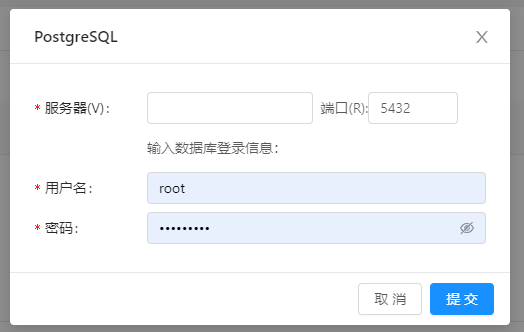 PostgreSQL
* 服务器(V): 端口(R): 5432
输入数据库登录信息:
* 用户名: root
* 密码: •••••••••
取 消 提 交